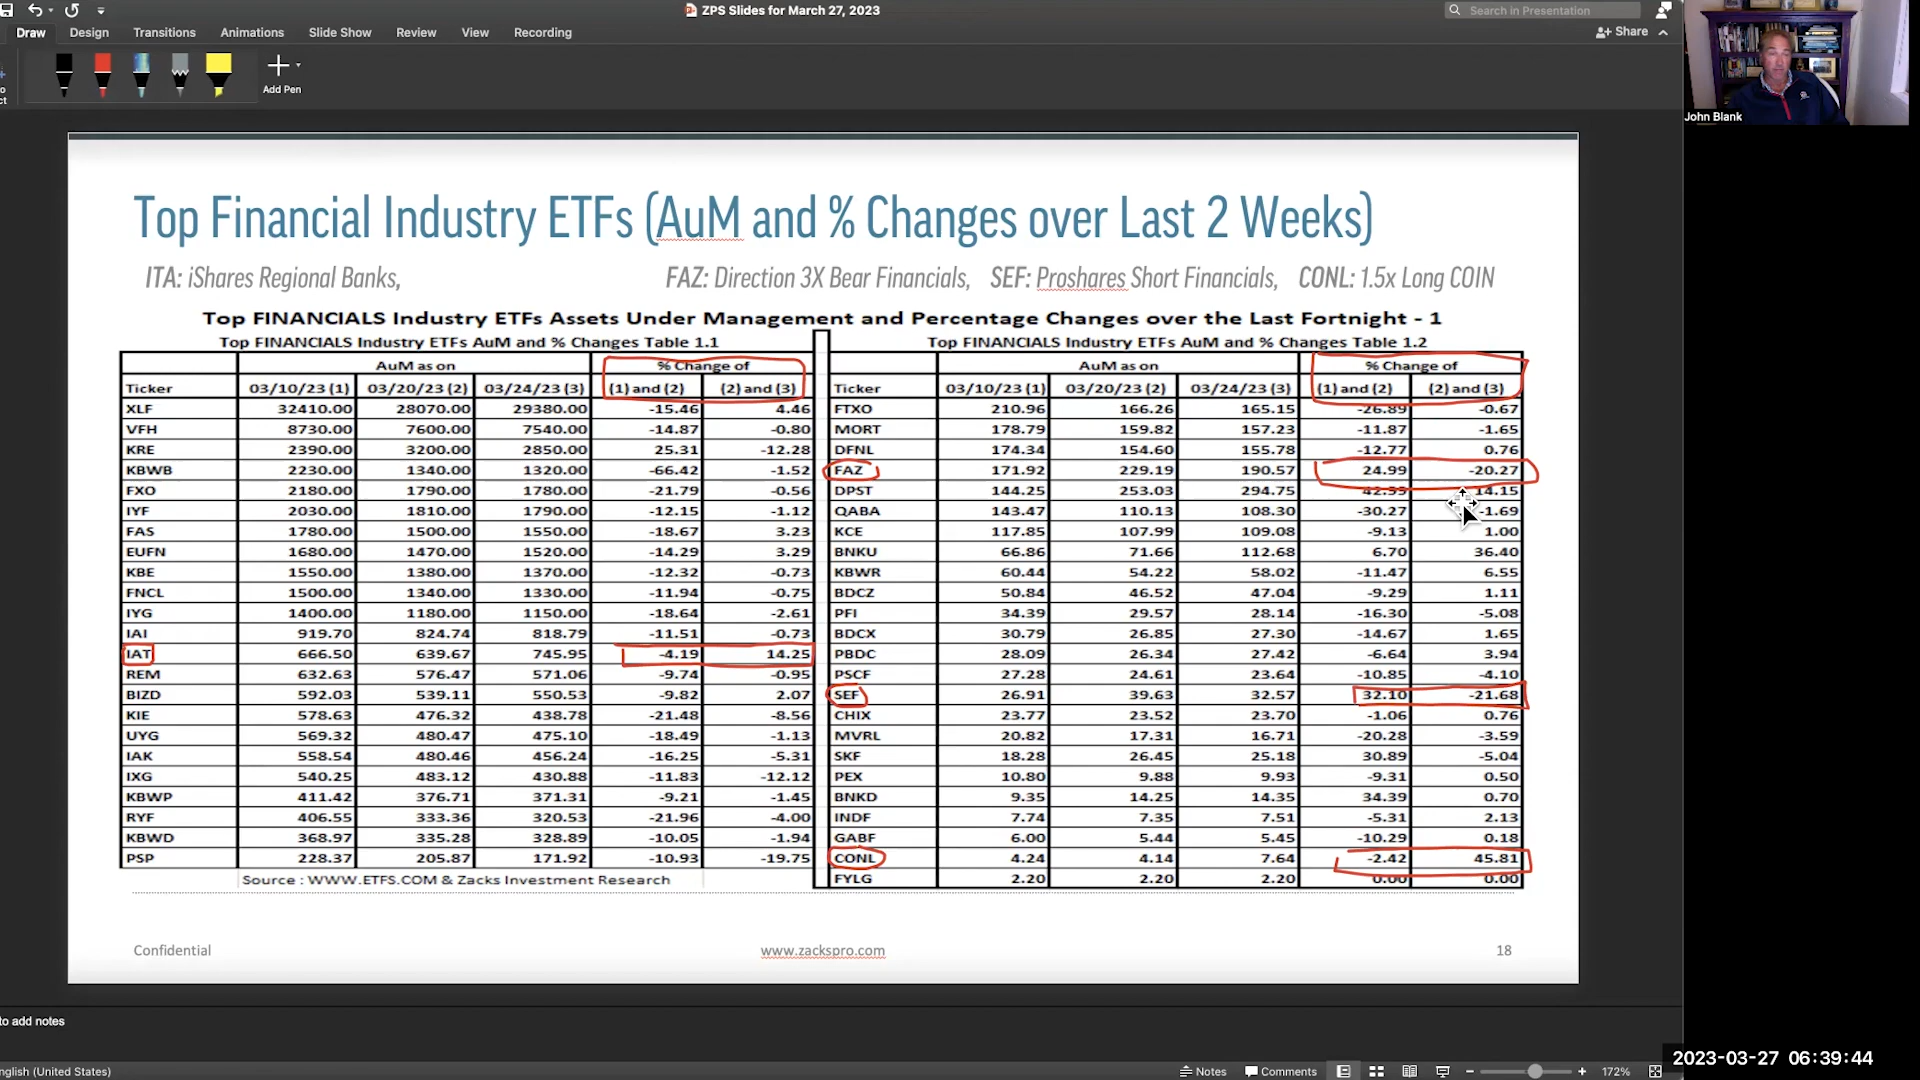 ZPS Slides for March 27, 2023
Search in Presentation
Draw Design Transitions Animations Slide Show Review View Recording
Share
Add Pen
John Blank
Top Financial Industry ETFs (AuM and % Changes over Last 2 Weeks)
ITA: iShares Regional Banks, FAZ: Direction 3X Bear Financials, SEF: Proshares Short Financials, CONL: 1.5x Long COIN
Top FINANCIALS Industry ETFs Assets Under Management and Percentage Changes over the Last Fortnight - 1
Top FINANCIALS Industry ETFs AuM and % Changes Table 1.1 Top FINANCIALS Industry ETFs AuM and % Changes Table 1.2
AuM as on % Change of AuM as on % Change of
Ticker 03/10/23 (1) 03/20/23 (2) 03/24/23 (3) (1) and (2) (2) and (3) Ticker 03/10/23 (1) 03/20/23 (2) 03/24/23 (3) (1) and (2) (2) and (3)
XLF 32410.00 28070.00 29380.00 -15.46 4.46 FTXO 210.96 166.26 165.15 -26.89 -0.67
VFH 8730.00 7600.00 7540.00 -14.87 -0.80 MORT 178.79 159.82 157.23 -11.87 -1.65
KRE 2390.00 3200.00 2850.00 25.31 -12.28 DFNL 174.34 154.60 155.78 -12.77 0.76
KBWB 2230.00 1340.00 1320.00 -66.42 -1.52 FAZ 171.92 229.19 190.57 24.99 -20.27
FXO 2180.00 1790.00 1780.00 -21.79 -0.56 DPST 144.25 253.03 294.75 42.99 14.15
IYF 2030.00 1810.00 1790.00 -12.15 -1.12 QABA 143.47 110.13 108.30 -30.27 -1.69
FAS 1780.00 1500.00 1550.00 -18.67 3.23 KCE 117.85 107.99 109.08 -9.13 1.00
EUFN 1680.00 1470.00 1520.00 -14.29 3.29 BNKU 66.86 71.66 112.68 6.70 36.40
KBE 1550.00 1380.00 1370.00 -12.32 -0.73 KBWR 60.44 54.22 58.02 -11.47 6.55
FNCL 1500.00 1340.00 1330.00 -11.94 -0.75 BDCZ 50.84 46.52 47.04 -9.29 1.11
IYG 1400.00 1180.00 1150.00 -18.64 -2.61 PFI 34.39 29.57 28.14 -16.30 -5.08
IAI 919.70 824.74 818.79 -11.51 -0.73 BDCX 30.79 26.85 27.30 -14.67 1.65
IAT 666.50 639.67 745.95 -4.19 14.25 PBDC 28.09 26.34 27.42 -6.64 3.94
REM 632.63 576.47 571.06 -9.74 -0.95 PSCF 27.28 24.61 23.64 -10.85 -4.10
BIZD 592.03 539.11 550.53 -9.82 2.07 SEF 26.91 39.63 32.57 32.10 -21.68
KIE 578.63 476.32 438.78 -21.48 -8.56 CHIX 23.77 23.52 23.70 -1.06 0.76
UYG 569.32 480.47 475.10 -18.49 -1.13 MVRL 20.82 17.31 16.71 -20.28 -3.59
IAK 558.54 480.46 456.24 -16.25 -5.31 SKF 18.28 26.45 25.18 30.89 -5.04
IXG 540.25 483.12 430.88 -11.83 -12.12 PEX 10.80 9.88 9.93 -9.31 0.50
KBWP 411.42 376.71 371.31 -9.21 -1.45 BNKD 9.35 14.25 14.35 34.39 0.70
RYF 406.55 333.36 320.53 -21.96 -4.00 INDF 7.74 7.35 7.51 -5.31 2.13
KBWD 368.97 335.28 328.89 -10.05 -1.94 GABF 6.00 5.44 5.45 -10.29 0.18
PSP 228.37 205.87 171.92 -10.93 -19.75 CONL 4.24 4.14 7.64 -2.42 45.81
Source : WWW.ETFS.COM & Zacks Investment Research FYLG 2.20 2.20 2.20 0.00 0.00
Confidential www.zackspro.com 18
to add notes
nglish (United States) Notes Comments 172%
2023-03-27 06:39:44